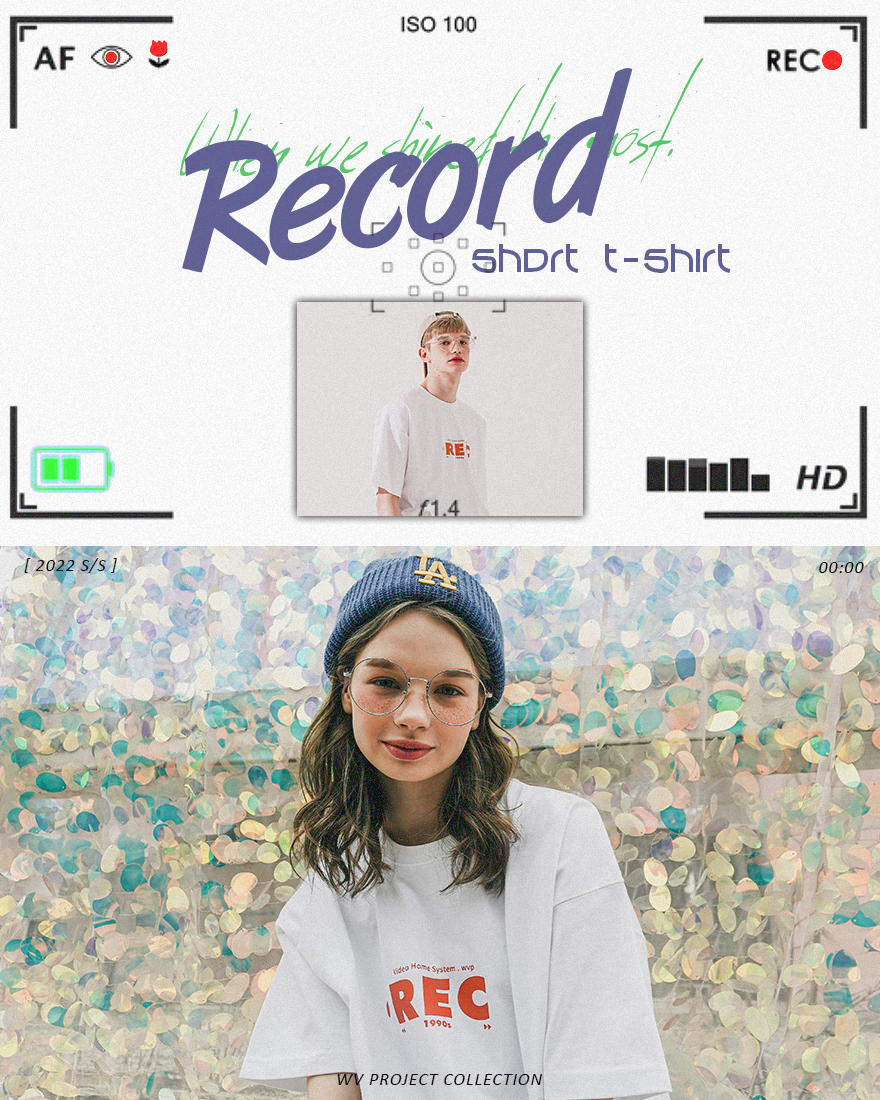 ISO 100
AF
REC
When we shined the most.
Record
short t-shirt
REC
f1.4
HD
[ 2022 S/S ]
00:00
LA
Video Home System . wvp
REC
1990s
WV PROJECT COLLECTION